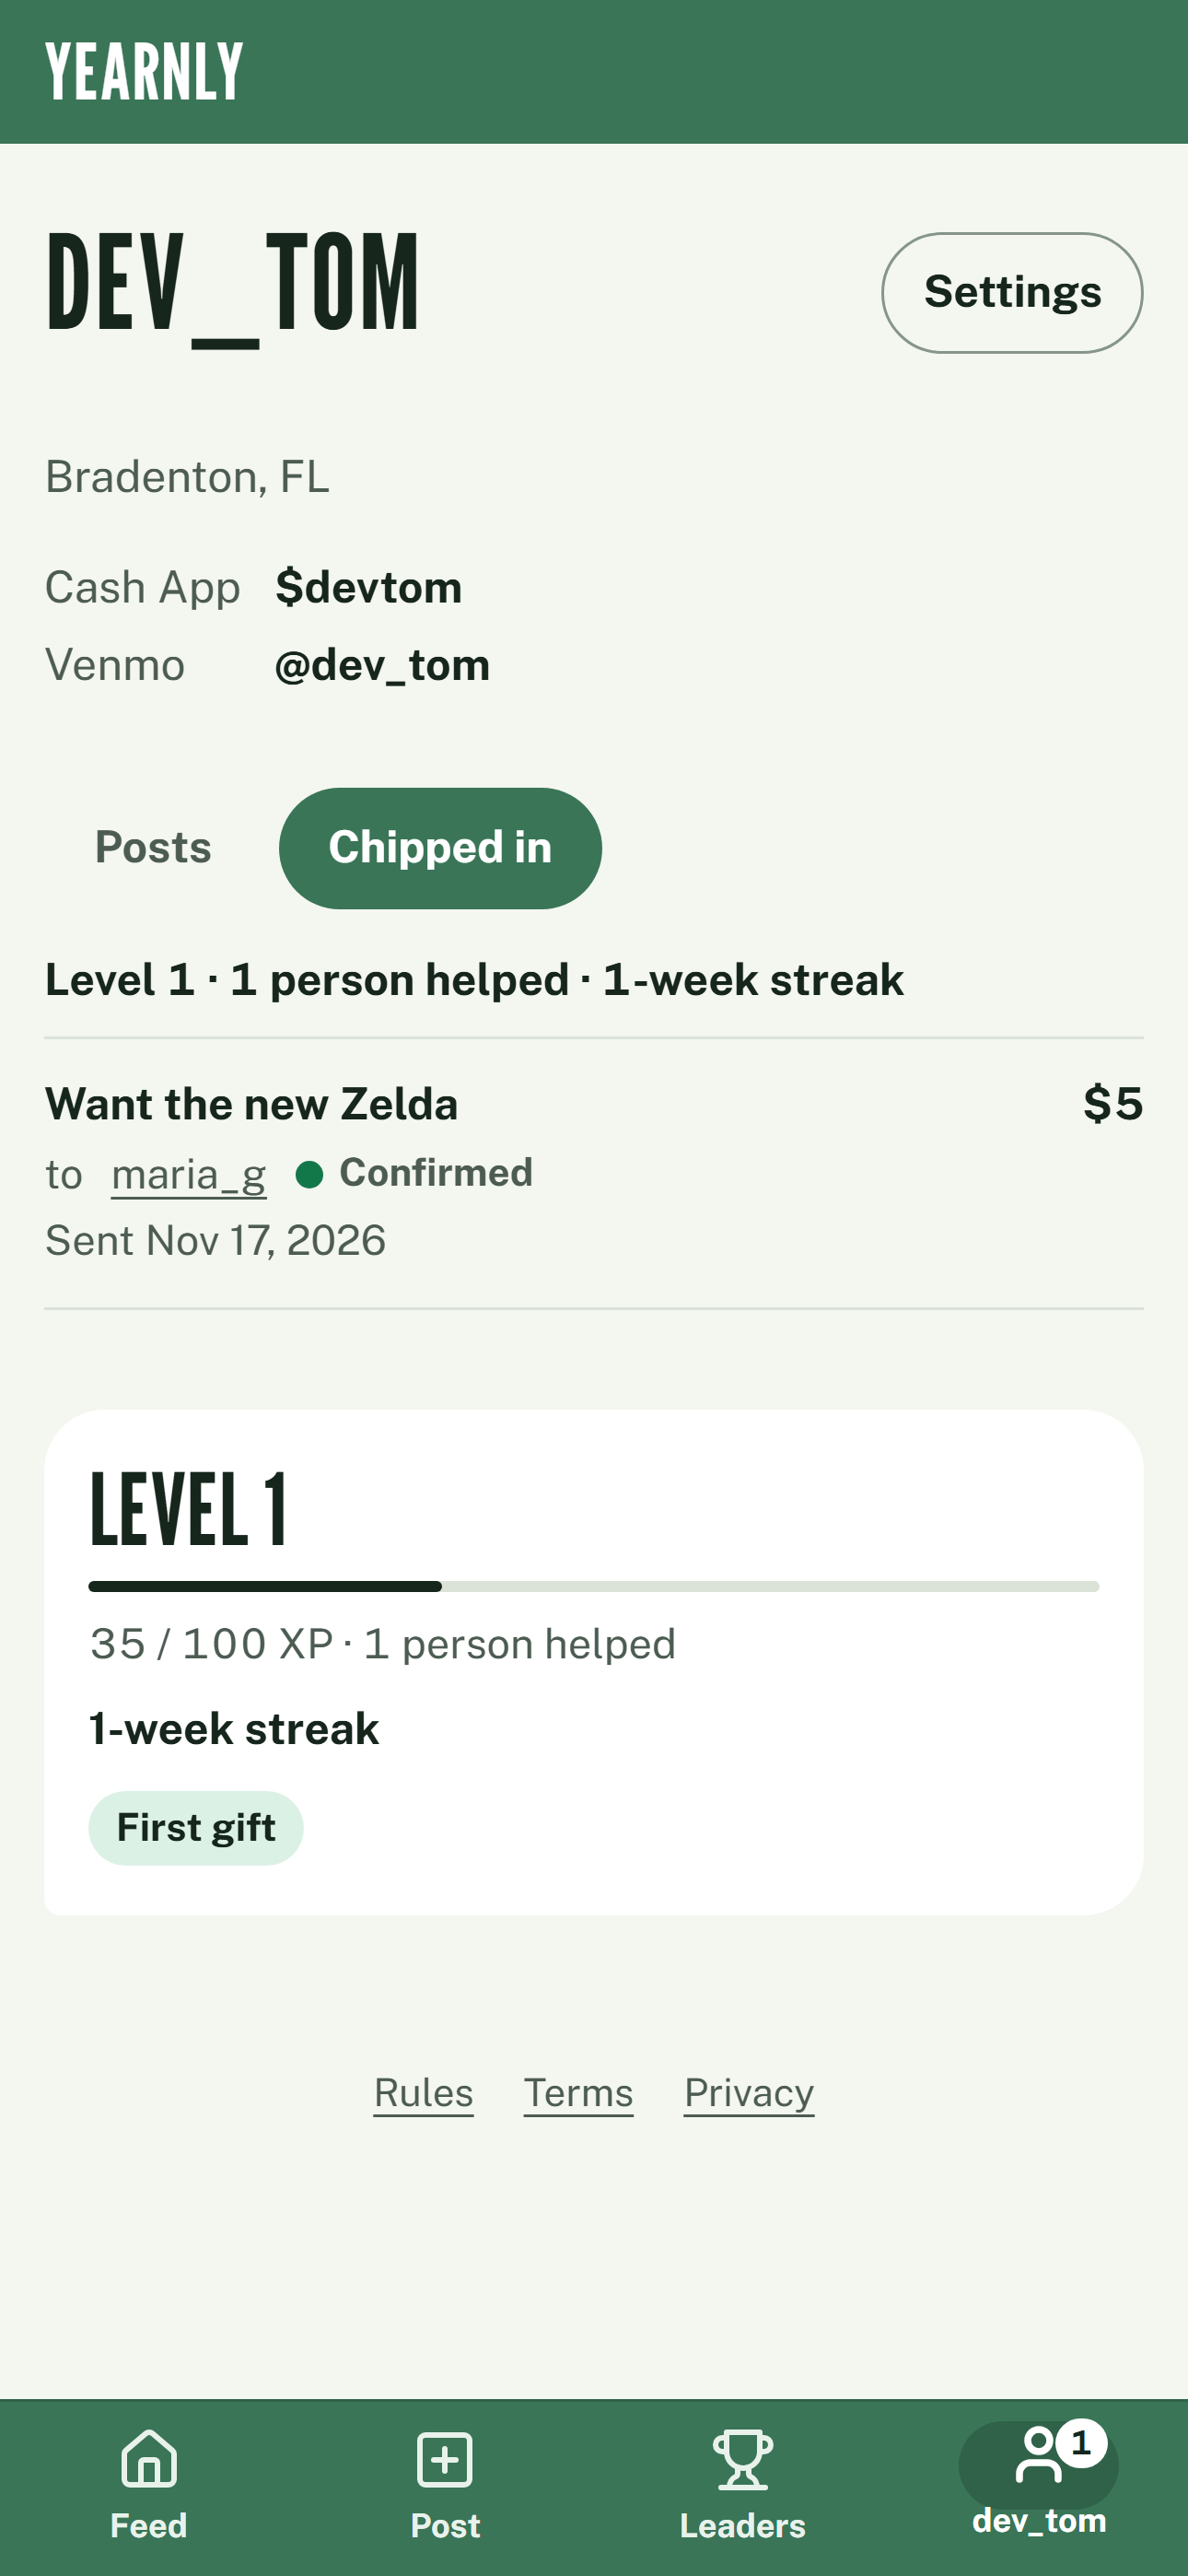 YEARNLY
DEV_TOM
Settings
Bradenton, FL
Cash App $devtom
Venmo @dev_tom
Posts Chipped in
Level 1 · 1 person helped · 1-week streak
Want the new Zelda $5
to maria_g Confirmed
Sent Nov 17, 2026
LEVEL 1
35 / 100 XP · 1 person helped
1-week streak
First gift
Rules Terms Privacy
1
Feed Post Leaders dev_tom